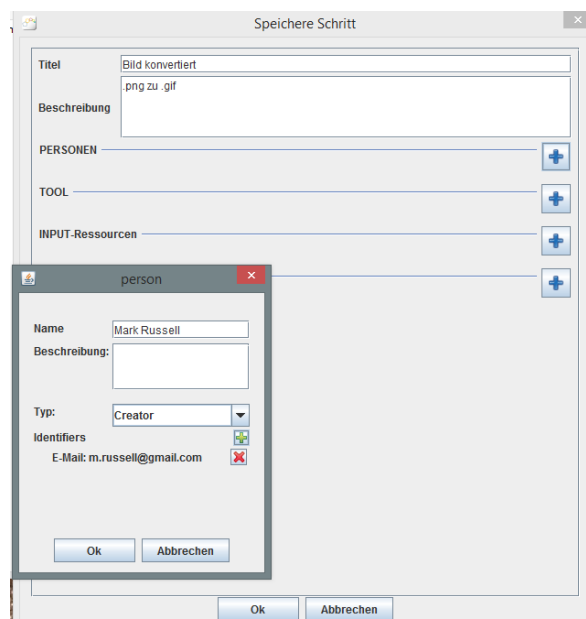 Speichere Schritt
Titel
Bild konvertiert
Beschreibung
.png zu .gif
PERSONEN
TOOL
INPUT-Ressourcen
person
Name
Mark Russell
Beschreibung:
Typ:
Creator
Identifiers
E-Mail: m.russell@gmail.com
Ok
Abbrechen
Ok
Abbrechen